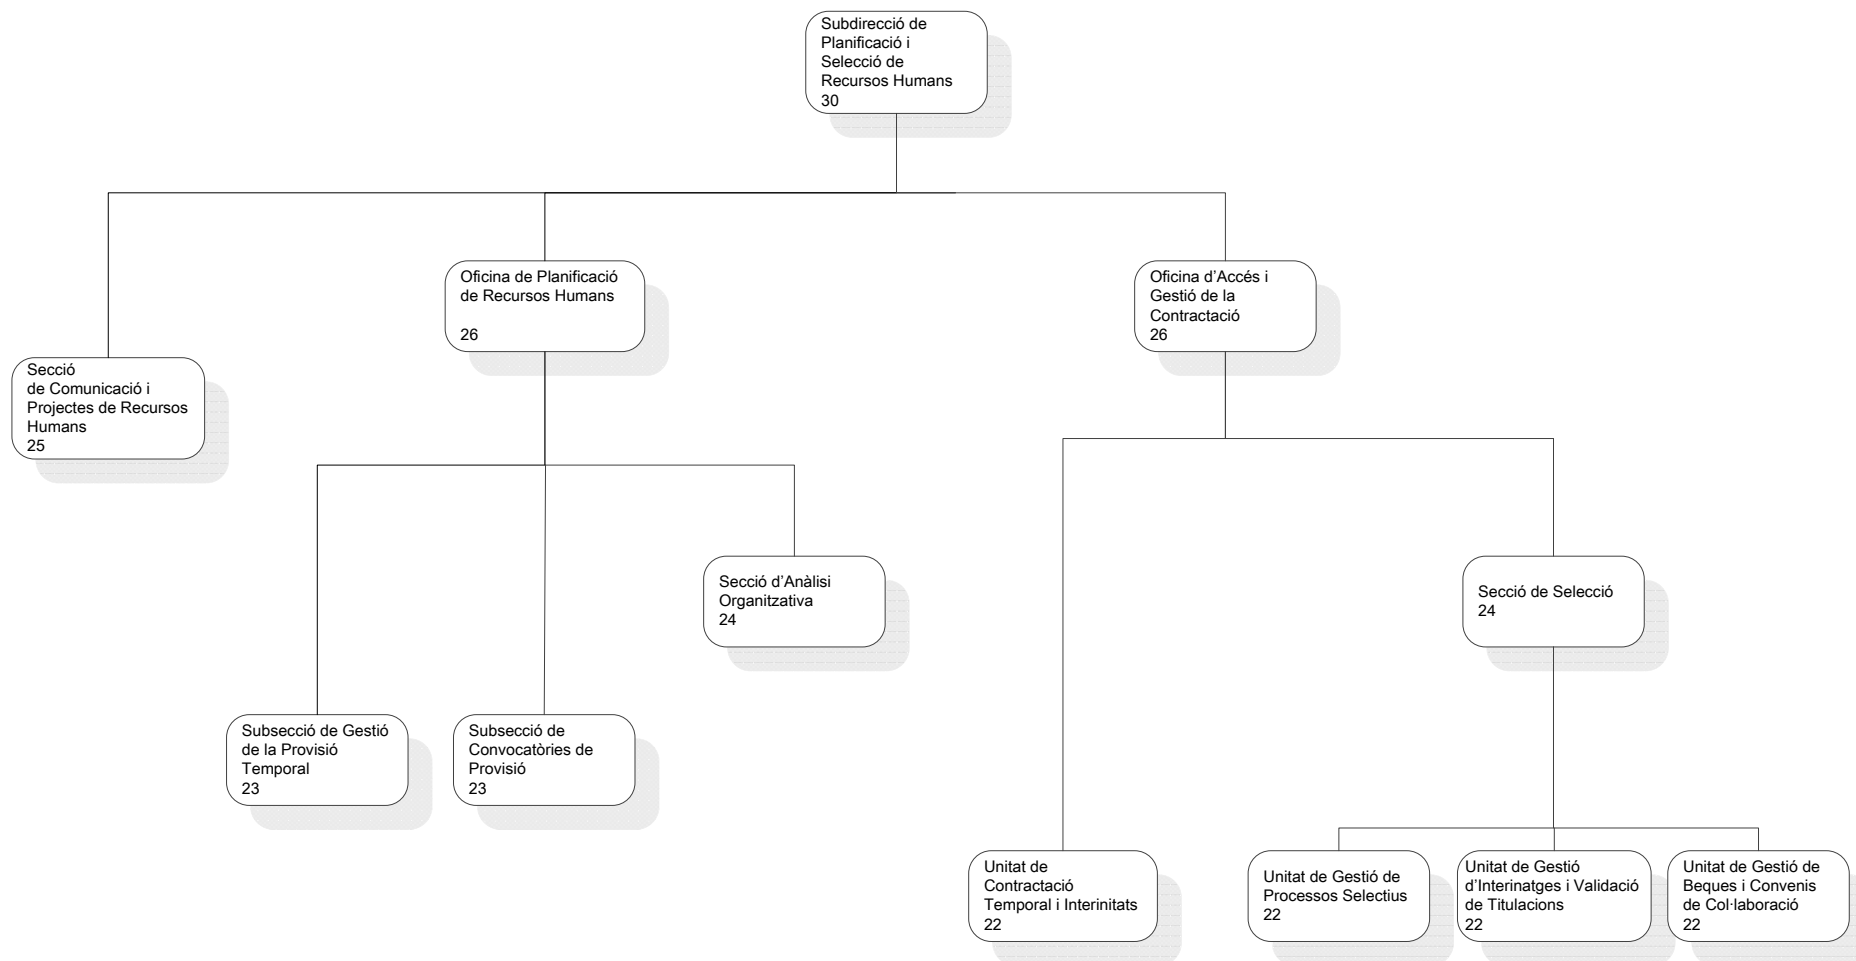 Subdirecció de
Planificació i
Selecció de
Recursos Humans
30
Oficina de Planificació
de Recursos Humans
26
Oficina d’Accés i
Gestió de la
Contractació
26
Secció
de Comunicació i
Projectes de Recursos
Humans
25
Secció d’Anàlisi
Organitzativa
24
Secció de Selecció
24
Subsecció de Gestió
de la Provisió
Temporal
23
Subsecció de
Convocatòries de
Provisió
23
Unitat de
Contractació
Temporal i Interinitats
22
Unitat de Gestió de
Processos Selectius
22
Unitat de Gestió
d’Interinatges i Validació
de Titulacions
22
Unitat de Gestió de
Beques i Convenis
de Col·laboració
22